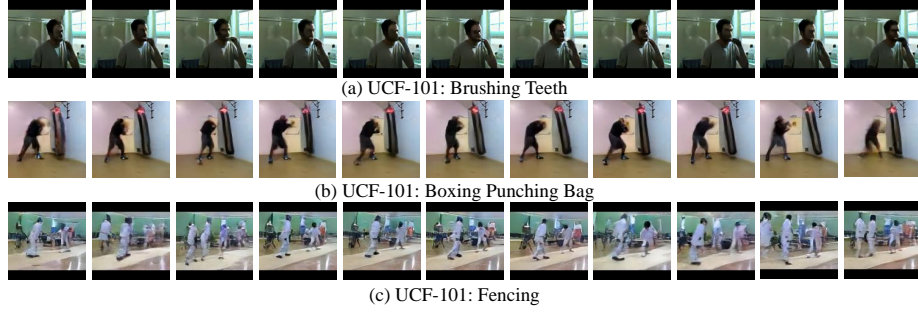 (a) UCF-101: Brushing Teeth
(b) UCF-101: Boxing Punching Bag
(c) UCF-101: Fencing